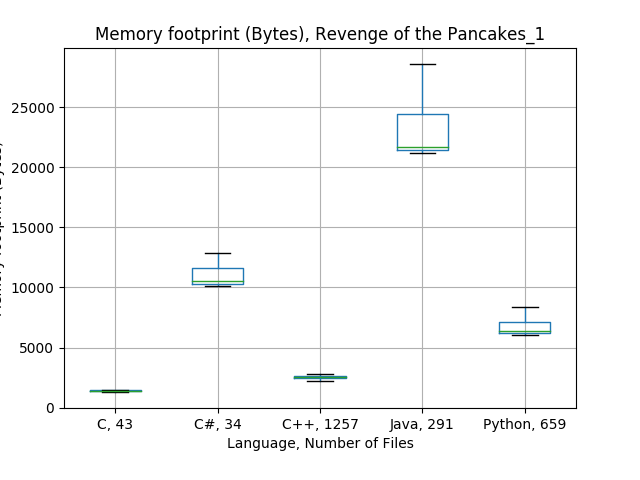 Memory footprint (Bytes), Revenge of the Pancakes_1
25000
20000
15000
10000
5000
0
C, 43 C#, 34 C++, 1257 Java, 291 Python, 659
Language, Number of Files